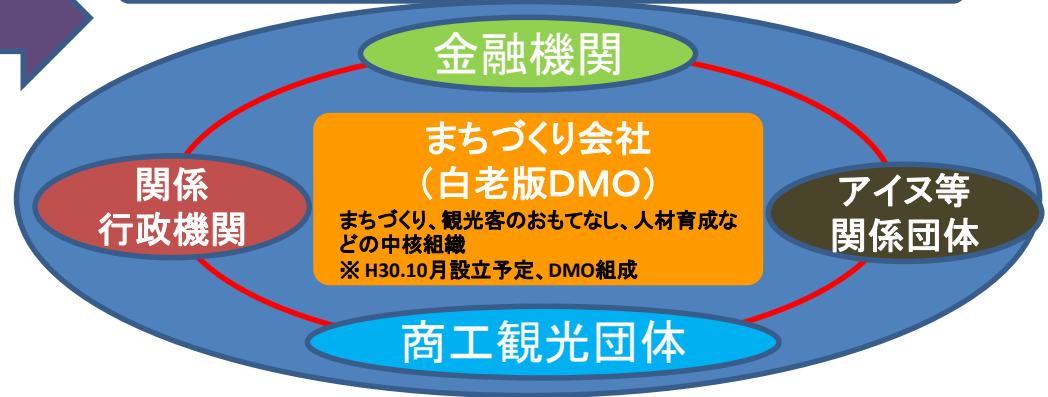 金融機関
まちづくり会社
（白老版DMO）
まちづくり、観光客のおもてなし、人材育成な
どの中核組織
※ H30.10月設立予定、DMO組成
関係
行政機関
アイヌ等
関係団体
商工観光団体